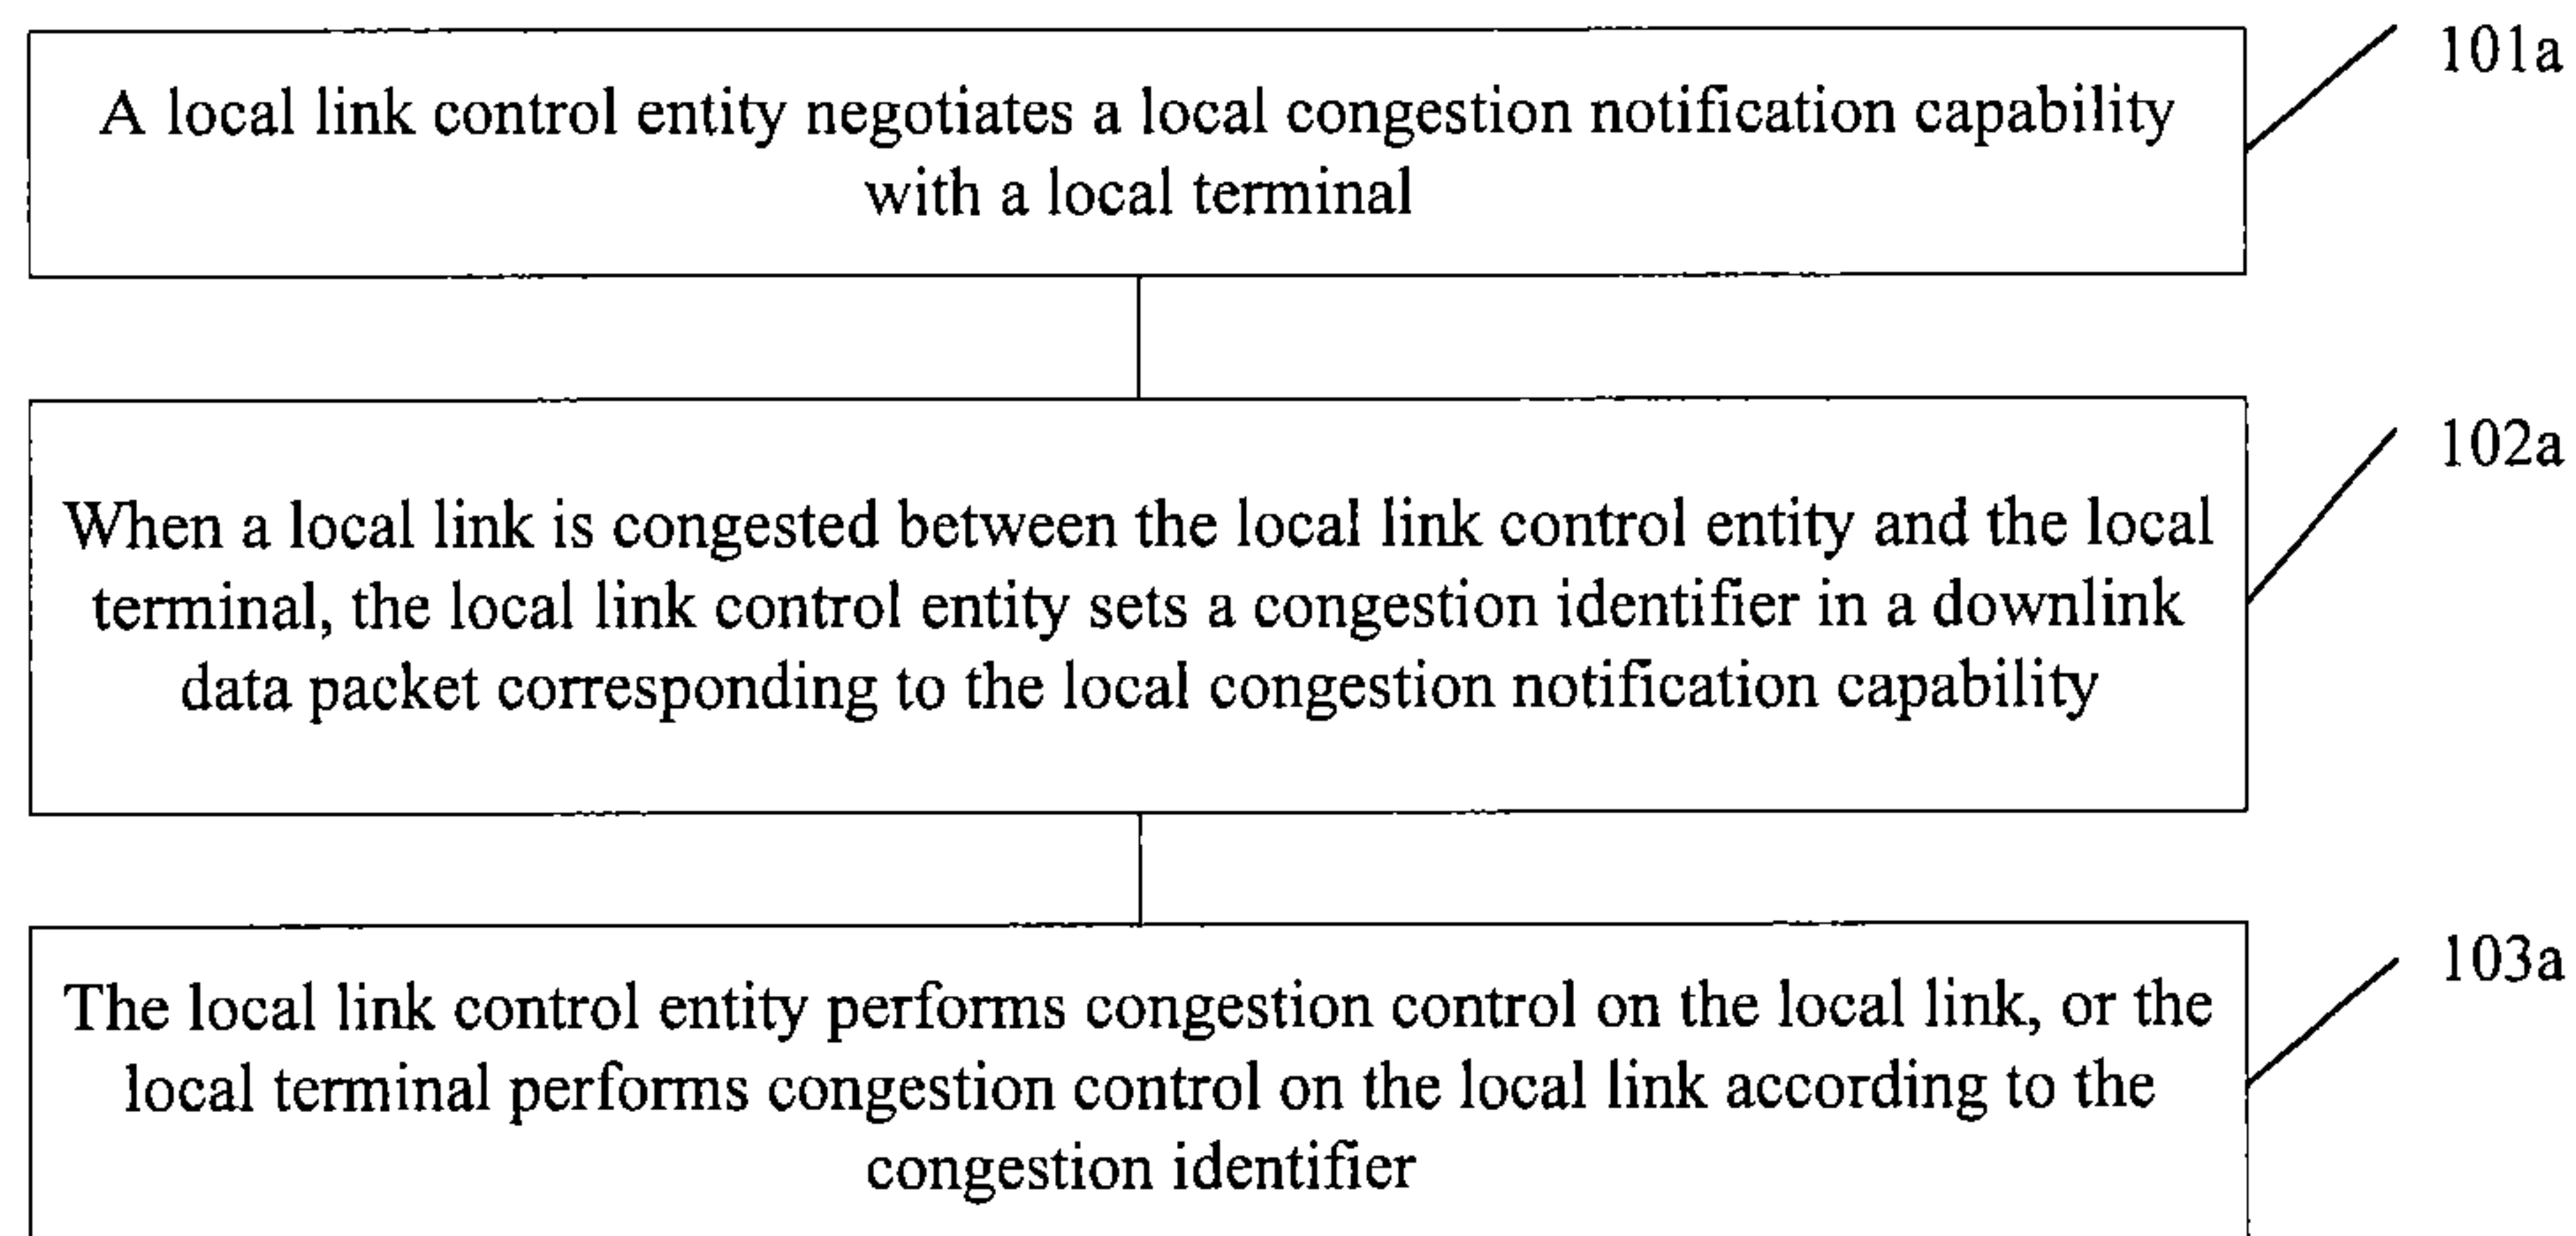 101a
A local link control entity negotiates a local congestion notification capability
with a local terminal
102a
When a local link is congested between the local link control entity and the local
terminal, the local link control entity sets a congestion identifier in a downlink
data packet corresponding to the local congestion notification capability
103a
The local link control entity performs congestion control on the local link, or the
local terminal performs congestion control on the local link according to the
congestion identifier